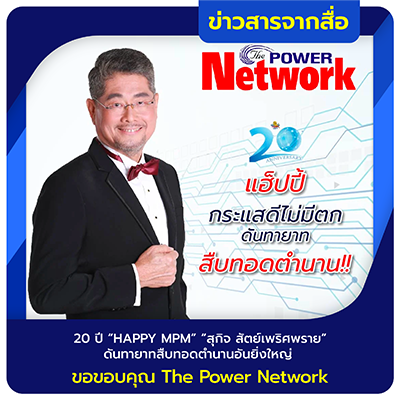 ข่าวสารจากสื่อ
The POWER
Network
20
ANNIVERSARY
แฮ็ปปี้
กระแสดีไม่มีตก
ดันทายาท
สืบทอดตำนาน!!
20 ปี “HAPPY MPM” “สุกิจ สัตย์เพริศพราย”
ดันทายาทสืบทอดตำนานอันยิ่งใหญ่
ขอขอบคุณ The Power Network